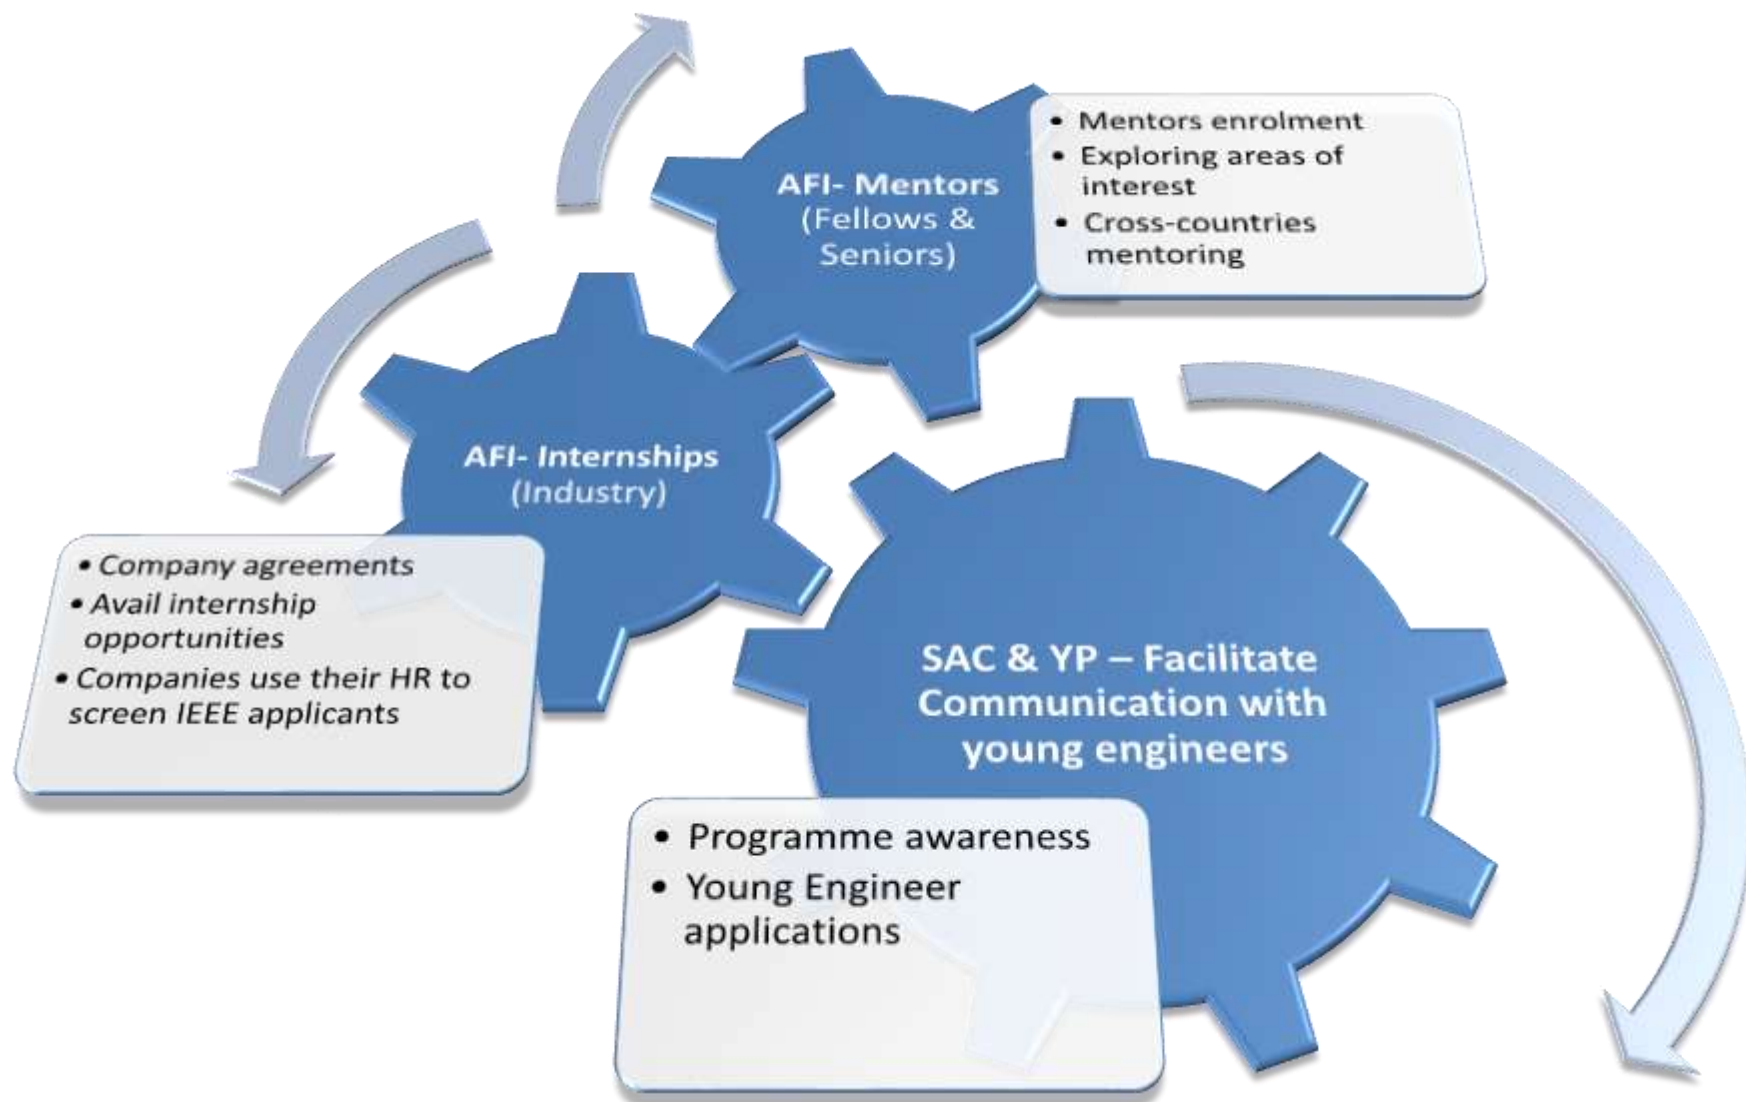 AFI- Mentors
(Fellows &
Seniors)
• Mentors enrolment
• Exploring areas of
interest
• Cross-countries
mentoring
AFI- Internships
(Industry)
• Company agreements
• Avail internship
opportunities
• Companies use their HR to
screen IEEE applicants
SAC & YP – Facilitate
Communication with
young engineers
• Programme awareness
• Young Engineer
applications